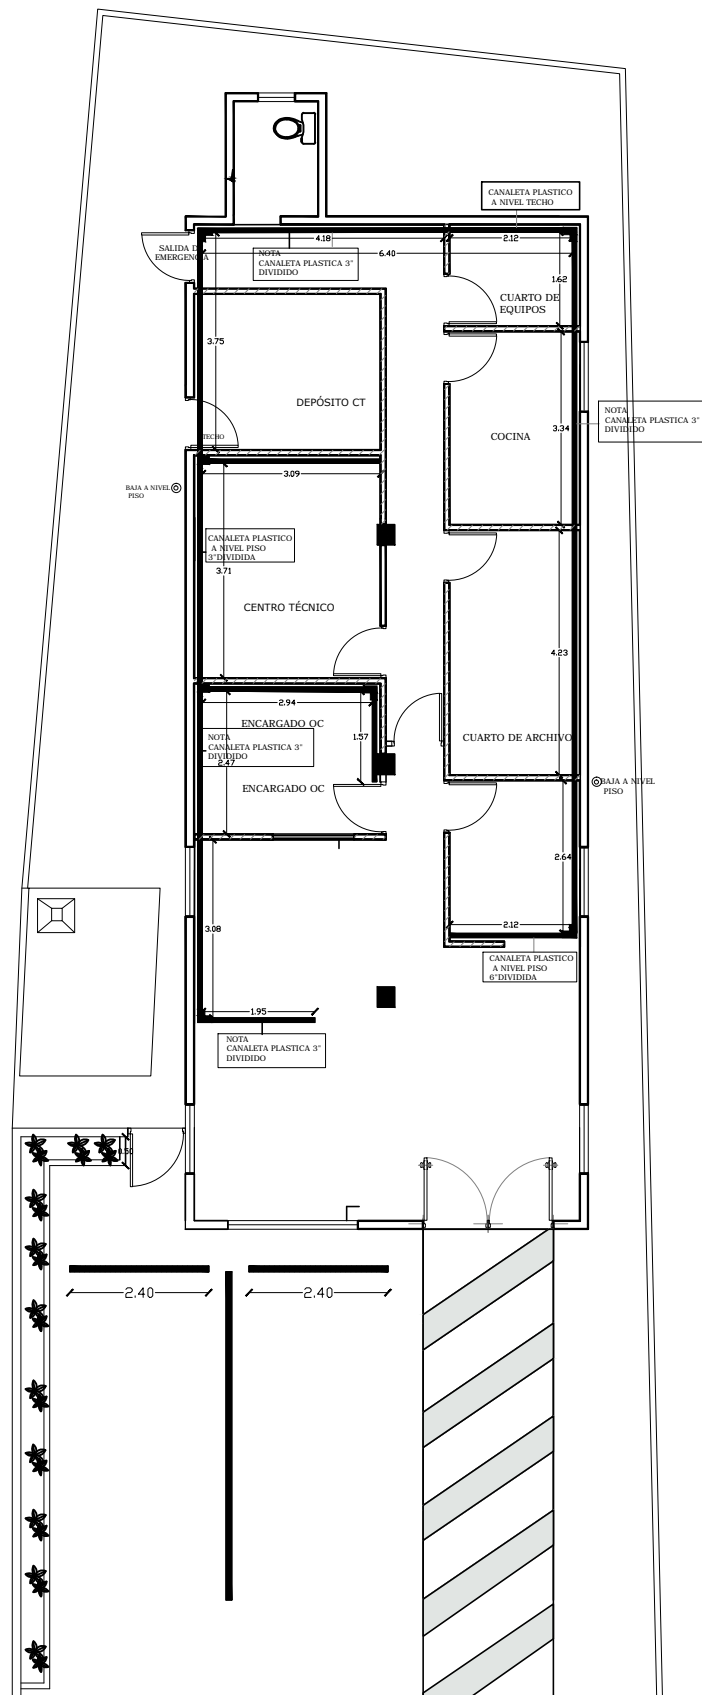 CANALETA PLASTICO
A NIVEL TECHO
4.18
2.12
SALIDA DE
EMERGENCIA
NOTA
CANALETA PLASTICA 3"
DIVIDIDO
6.40
1.62
CUARTO DE
EQUIPOS
3.75
DEPÓSITO CT
NOTA
CANALETA PLASTICA 3"
DIVIDIDO
3.34
COCINA
TECHO
3.09
BAJA A NIVEL
PISO
CANALETA PLASTICO
A NIVEL PISO
3"DIVIDIDA
3.71
CENTRO TÉCNICO
4.23
2.94
ENCARGADO OC
1.57
CUARTO DE ARCHIVO
NOTA
CANALETA PLASTICA 3"
DIVIDIDO
2.47
ENCARGADO OC
BAJA A NIVEL
PISO
2.64
3.08
2.12
CANALETA PLASTICO
A NIVEL PISO
6"DIVIDIDA
1.95
NOTA
CANALETA PLASTICA 3"
DIVIDIDO
2.40
2.40